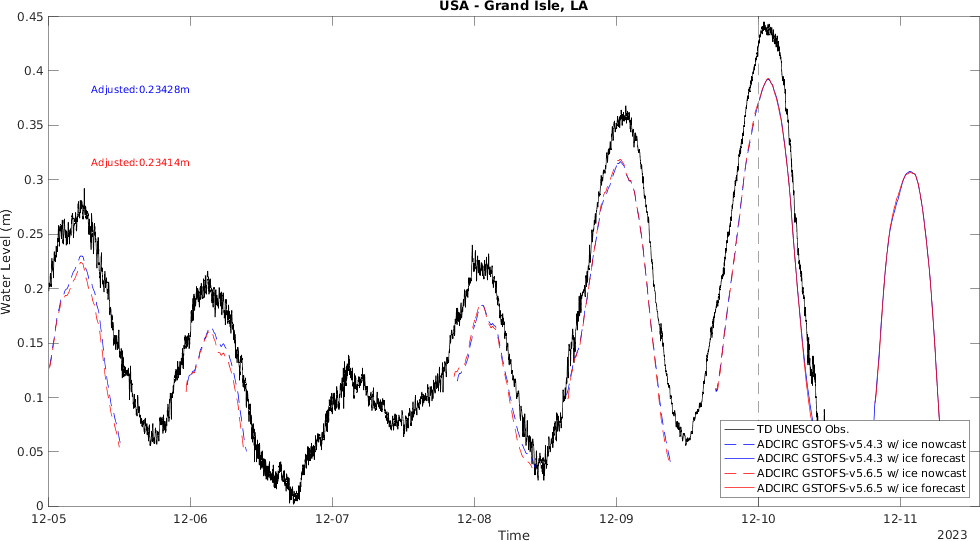 USA - Grand Isle, LA
0.45
0.4
0.35
0.3
0.25
0.2
0.15
0.1
0.05
0
Water Level (m)
Adjusted:0.23428m
Adjusted:0.23414m
TD UNESCO Obs.
ADCIRC GSTOFS-v5.4.3 w/ ice nowcast
ADCIRC GSTOFS-v5.4.3 w/ ice forecast
ADCIRC GSTOFS-v5.6.5 w/ ice nowcast
ADCIRC GSTOFS-v5.6.5 w/ ice forecast
12-05 12-06 12-07 12-08 12-09 12-10 12-11
Time
2023